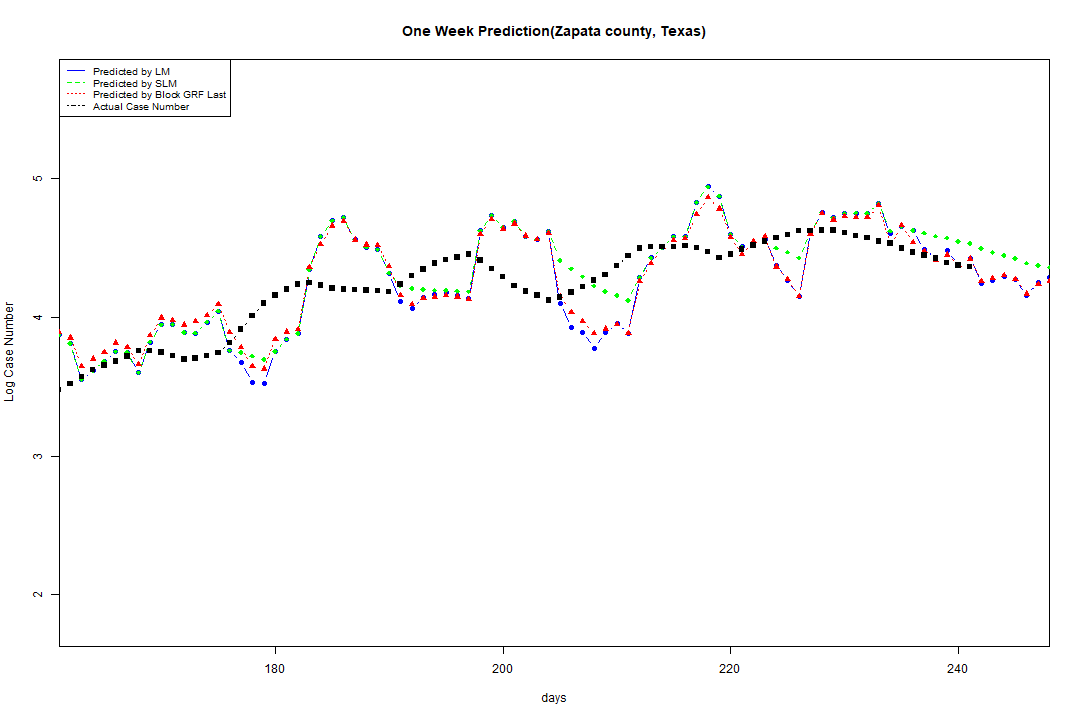 One Week Prediction(Zapata county, Texas)
Predicted by LM
Predicted by SLM
Predicted by Block GRF Last
Actual Case Number
5
4
3
2
Log Case Number
180
200
220
240
days